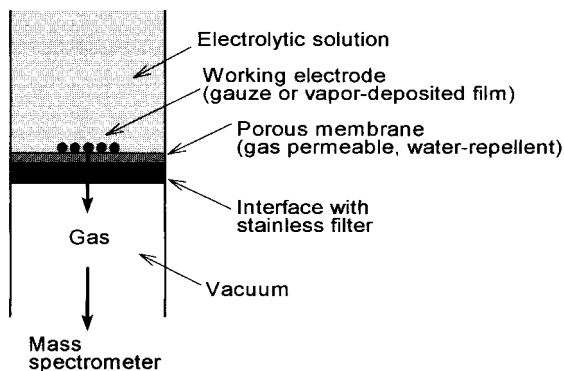 Electrolytic solution
Working electrode
(gauze or vapor-deposited film)
Porous membrane
(gas permeable, water-repellent)
Interface with
stainless filter
Gas
Vacuum
Mass
spectrometer